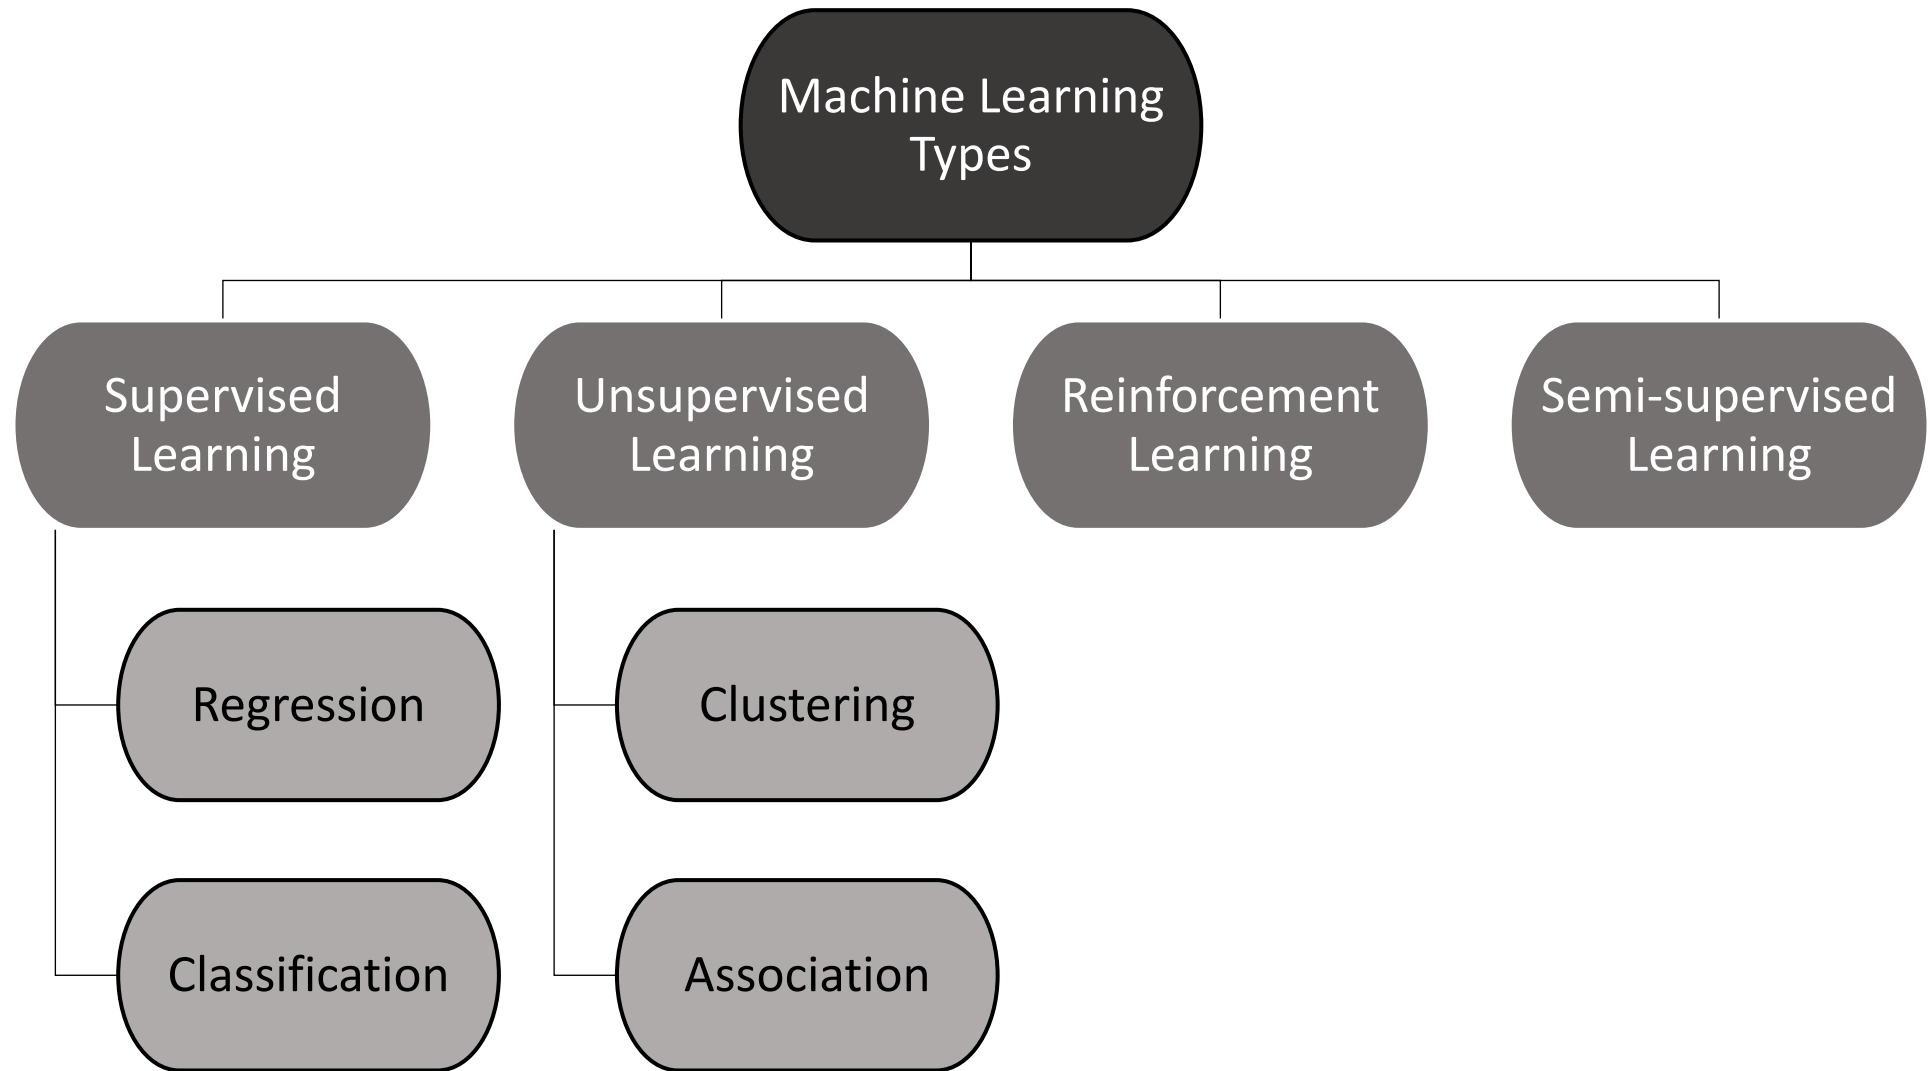 Machine Learning
Types
Supervised
Learning
Unsupervised
Learning
Reinforcement
Learning
Semi-supervised
Learning
Regression
Clustering
Classification
Association